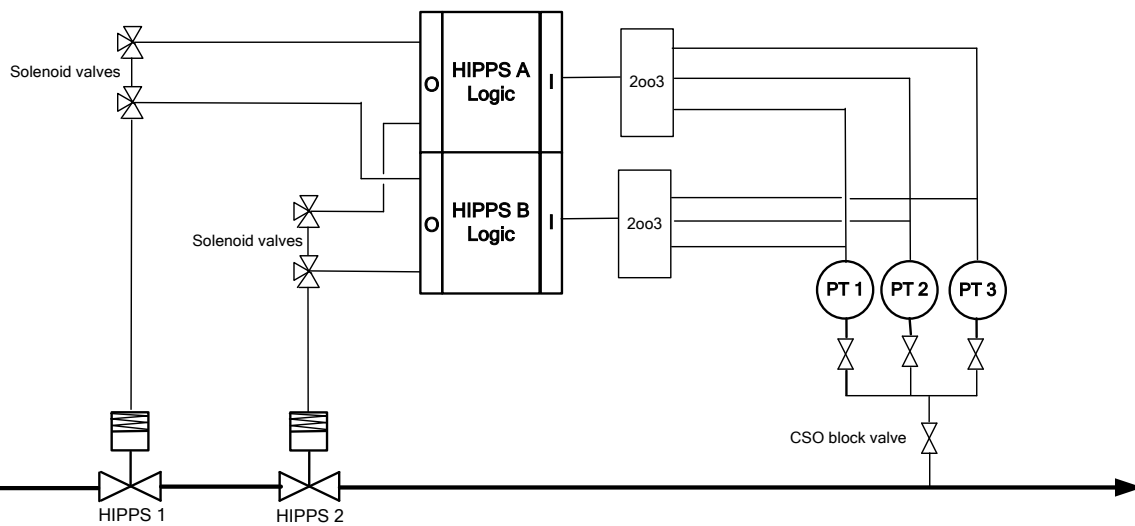 Solenoid valves
O
HIPPS A
Logic
I
2oo3
O
HIPPS B
Logic
I
2oo3
Solenoid valves
PT 1
PT 2
PT 3
CSO block valve
HIPPS 1
HIPPS 2